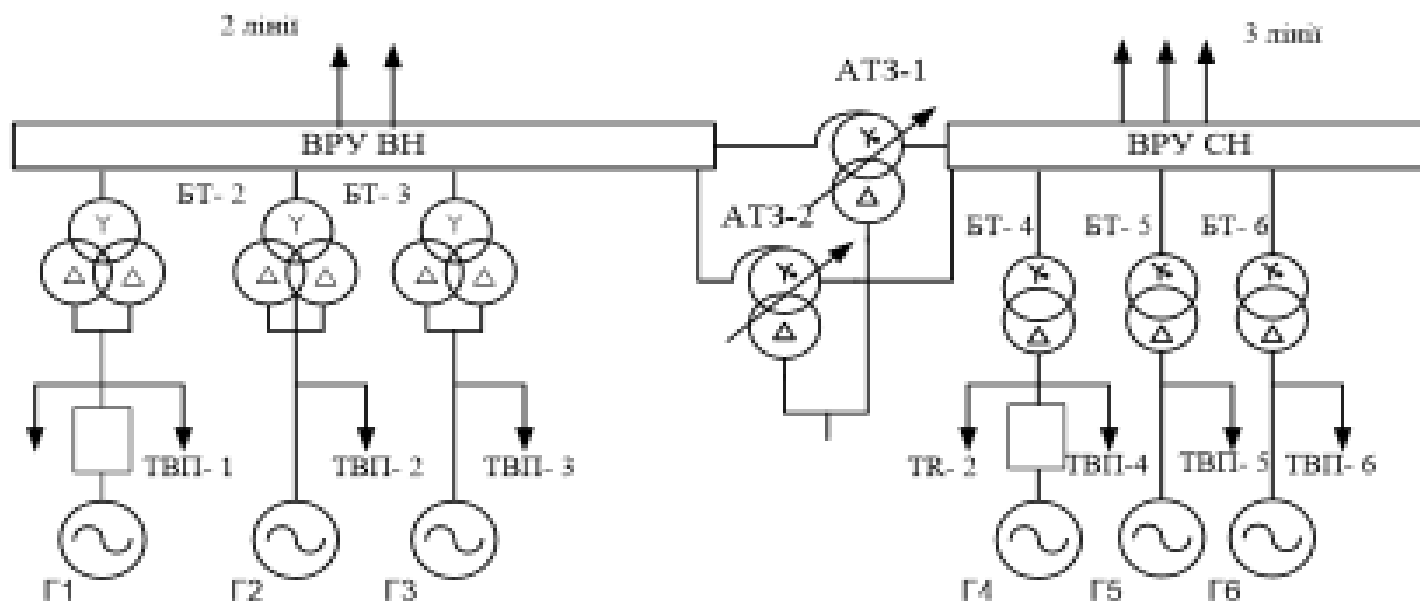 2 лінії
3 лінії
АТЗ-1
ВРУ ВН
ВРУ СН
БТ- 2
БТ- 3
АТЗ-2
БТ- 4
БТ- 5
БТ- 6
ТВП- 1
ТВП- 2
ТВП- 3
TR- 2
ТВП-4
ТВП- 5
ТВП- 6
Г1
Г2
Г3
Г4
Г5
Г6